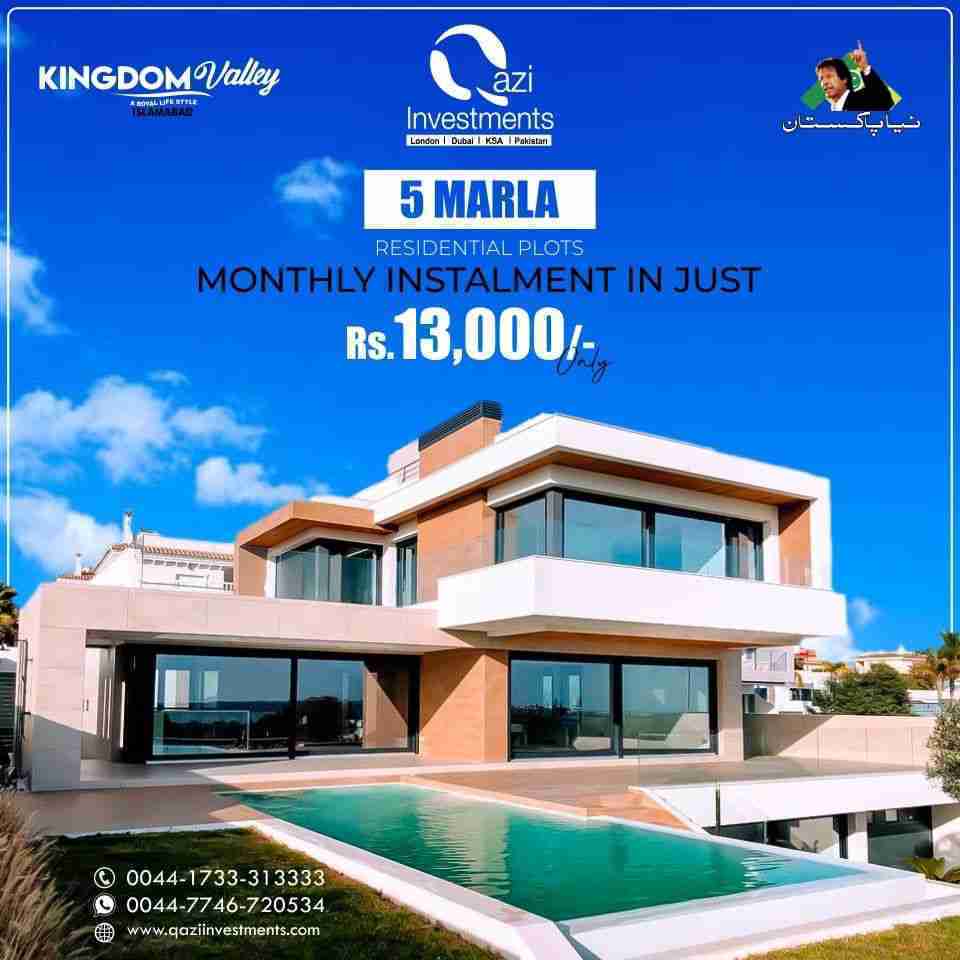 KINGDOM Valley
A ROYAL LIFE STYLE
ISLAMABAD
Qazi
Investments
London | Dubai | KSA | Pakistan
نیا پاکستان
5 MARLA
RESIDENTIAL PLOTS
MONTHLY INSTALMENT IN JUST
Rs.13,000/-
Only
0044-1733-313333
0044-7746-720534
www.qaziinvestments.com